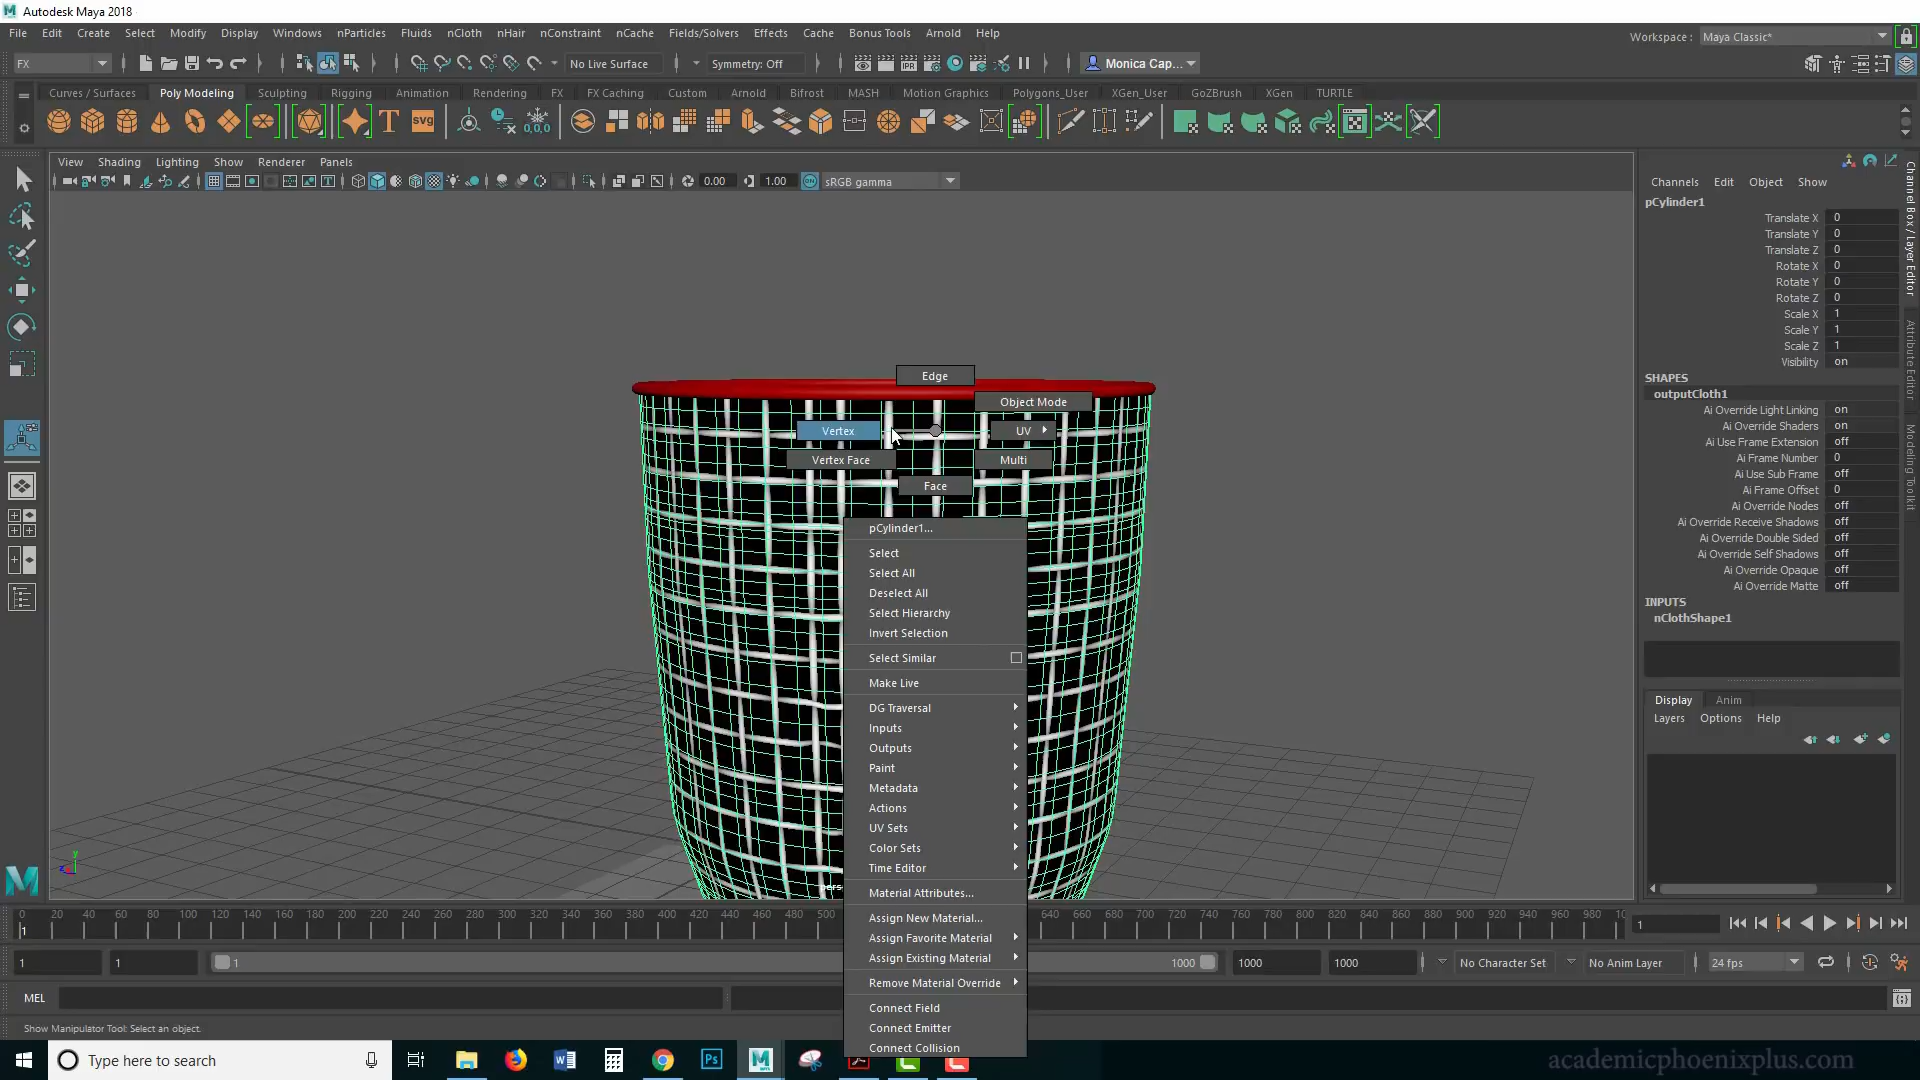 Autodesk Maya 2018
File Edit Create Select Modify Display Windows nParticles Fluids nCloth nHair nConstraint nCache Fields/Solvers Effects Cache Bonus Tools Arnold Help
Workspace : Maya Classic*
FX No Live Surface Symmetry: Off Monica Cap...
Curves / Surfaces Poly Modeling Sculpting Rigging Animation Rendering FX FX Caching Custom Arnold Bifrost MASH Motion Graphics Polygons_User XGen_User GoZBrush XGen TURTLE
View Shading Lighting Show Renderer Panels
0.00 1.00 sRGB gamma
Channels Edit Object Show
pCylinder1
Translate X 0
Translate Y 0
Translate Z 0
Rotate X 0
Rotate Y 0
Rotate Z 0
Scale X 1
Scale Y 1
Scale Z 1
Visibility on
SHAPES
outputCloth1
Ai Override Light Linking on
Ai Override Shaders on
Ai Use Frame Extension off
Ai Frame Number 0
Ai Use Sub Frame off
Ai Frame Offset 0
Ai Override Nodes off
Ai Override Receive Shadows off
Ai Override Double Sided off
Ai Override Self Shadows off
Ai Override Opaque off
Ai Override Matte off
INPUTS
nClothShape1
Display Anim
Layers Options Help
Channel Box / Layer Editor
Attribute Editor
Modeling Toolkit
Edge
Object Mode
Vertex
UV
Vertex Face
Multi
Face
pCylinder1...
Select
Select All
Deselect All
Select Hierarchy
Invert Selection
Select Similar
Make Live
DG Traversal
Inputs
Outputs
Paint
Metadata
Actions
UV Sets
Color Sets
Time Editor
Material Attributes...
Assign New Material...
Assign Favorite Material
Assign Existing Material
Remove Material Override
Connect Field
Connect Emitter
Connect Collision
y
z
0 20 40 60 80 100 120 140 160 180 200 220 240 260 280 300 320 340 360 380 400 420 440 460 480 500 640 660 680 700 720 740 760 780 800 820 840 860 880 900 920 940 960 980
1
1
1 1 1 1000 1000 1000 No Character Set No Anim Layer 24 fps
MEL
Show Manipulator Tool: Select an object.
Type here to search
academicphoenixplus.com